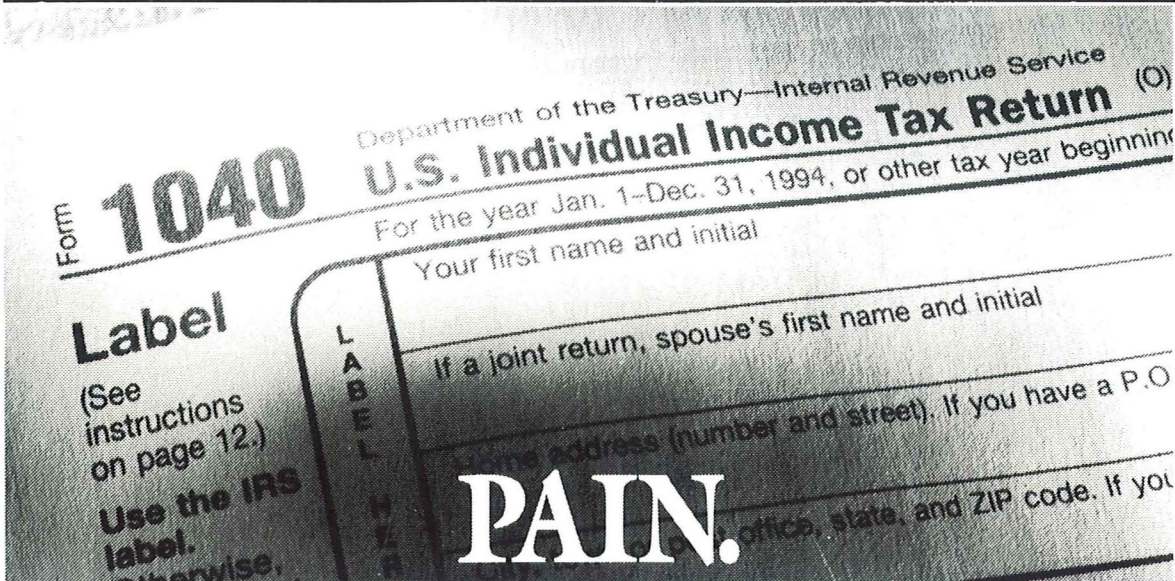 Department of the Treasury—Internal Revenue Service
Form 1040 U.S. Individual Income Tax Return (O)
For the year Jan. 1–Dec. 31, 1994, or other tax year beginning
Label
(See
instructions
on page 12.)
Use the IRS
label.
Otherwise,
L
A
B
E
L
H
E
R
Your first name and initial
If a joint return, spouse's first name and initial
Home address (number and street). If you have a P.O
office, state, and ZIP code. If you
PAIN.